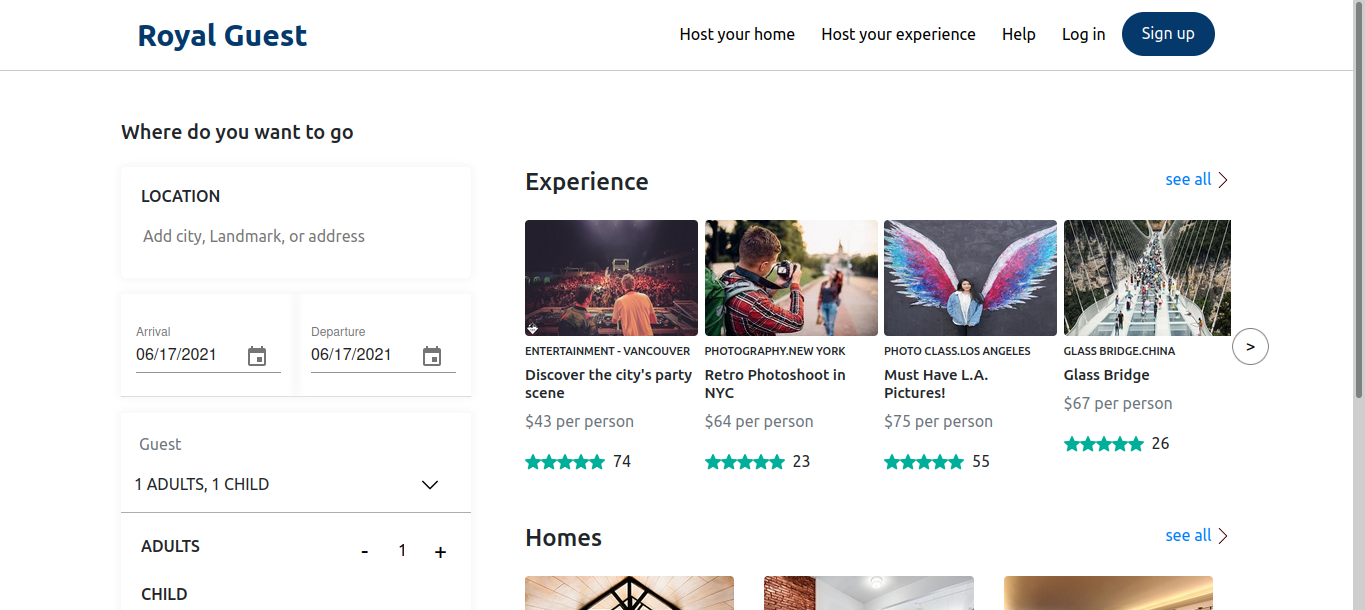 Royal Guest
Host your home
Host your experience
Help
Log in
Sign up
Where do you want to go
LOCATION
Add city, Landmark, or address
Arrival
06/17/2021
Departure
06/17/2021
Guest
1 ADULTS, 1 CHILD
ADULTS
- 1 +
CHILD
Experience
see all
ENTERTAINMENT - VANCOUVER
Discover the city's party
scene
$43 per person
74
PHOTOGRAPHY.NEW YORK
Retro Photoshoot in
NYC
$64 per person
23
PHOTO CLASS.LOS ANGELES
Must Have L.A.
Pictures!
$75 per person
55
GLASS BRIDGE.CHINA
Glass Bridge
$67 per person
26
>
Homes
see all